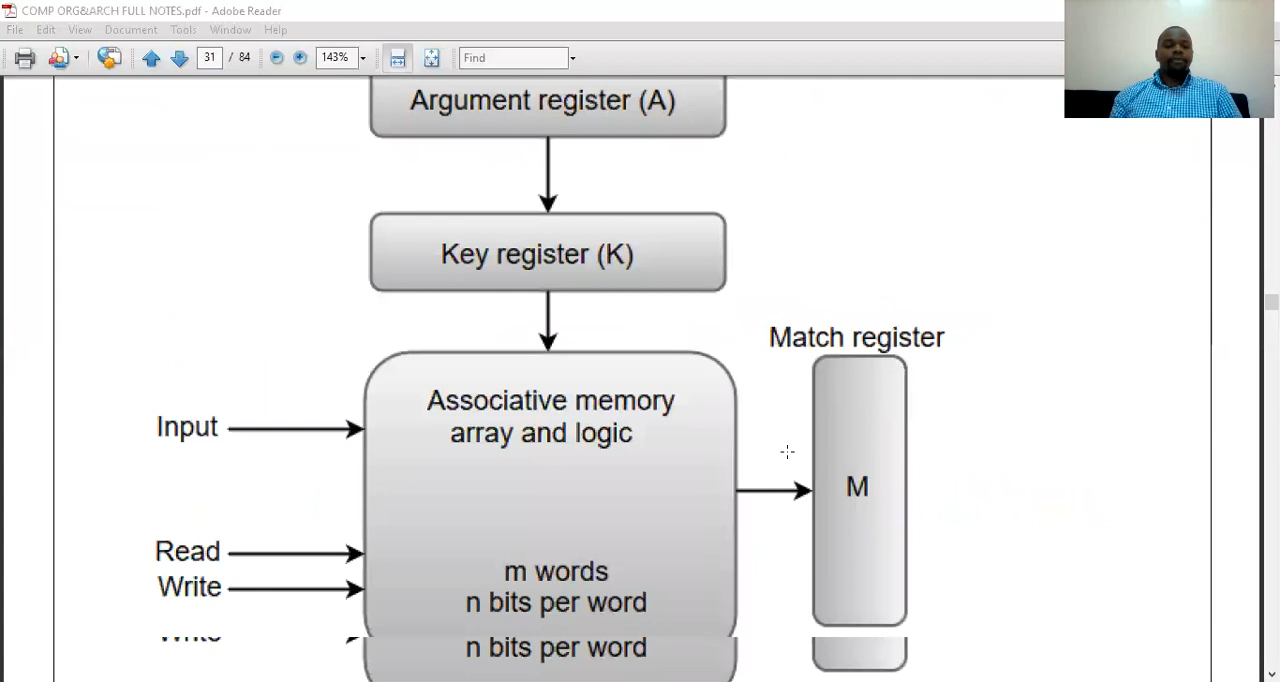 COMP ORG&ARCH FULL NOTES.pdf - Adobe Reader
File Edit View Document Tools Window Help
31 / 84 143% Find
Argument register (A)
Key register (K)
Match register
Associative memory
array and logic
Input
M
Read
Write
m words
n bits per word
Write
n bits per word